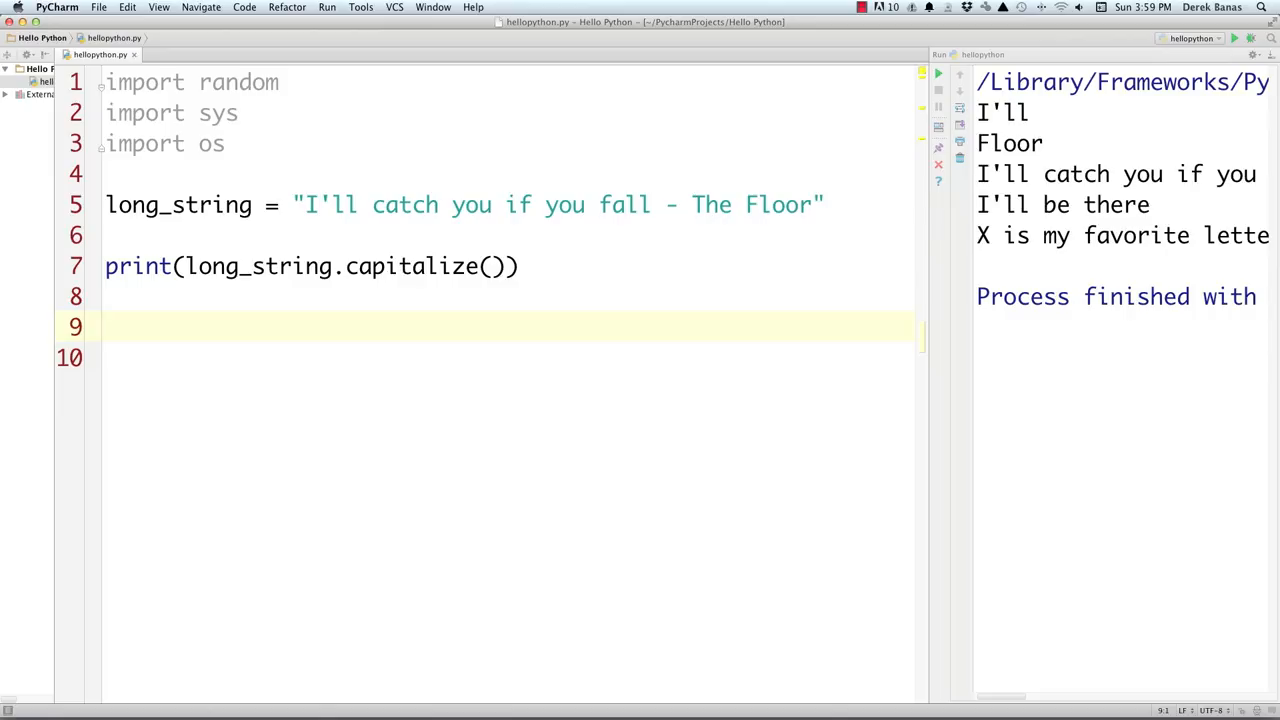 PyCharm File Edit View Navigate Code Refactor Run Tools VCS Window Help 10 Sun 3:59 PM Derek Banas
hellopython.py – Hello Python – [~/PycharmProjects/Hello Python]
Hello Python hellopython.py hellopython
hellopython.py Run hellopython
Hello P
hell
Extern
1 import random
2 import sys
3 import os
4
5 long_string = "I'll catch you if you fall - The Floor"
6
7 print(long_string.capitalize())
8
9
10
/Library/Frameworks/Py
I'll
Floor
I'll catch you if you
I'll be there
X is my favorite lette
Process finished with
9:1 LF UTF-8